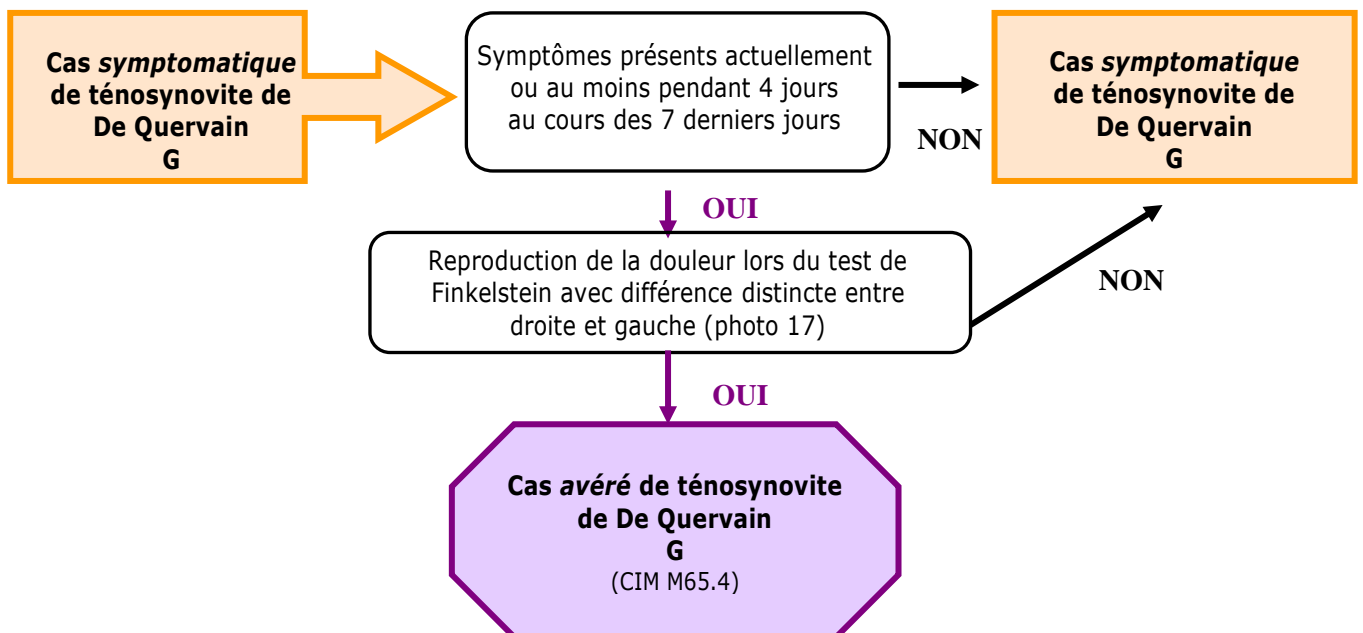 Cas symptomatique
de ténosynovite de
De Quervain
G
Symptômes présents actuellement
ou au moins pendant 4 jours
au cours des 7 derniers jours
NON
Cas symptomatique
de ténosynovite de
De Quervain
G
OUI
Reproduction de la douleur lors du test de
Finkelstein avec différence distincte entre
droite et gauche (photo 17)
NON
OUI
Cas avéré de ténosynovite
de De Quervain
G
(CIM M65.4)